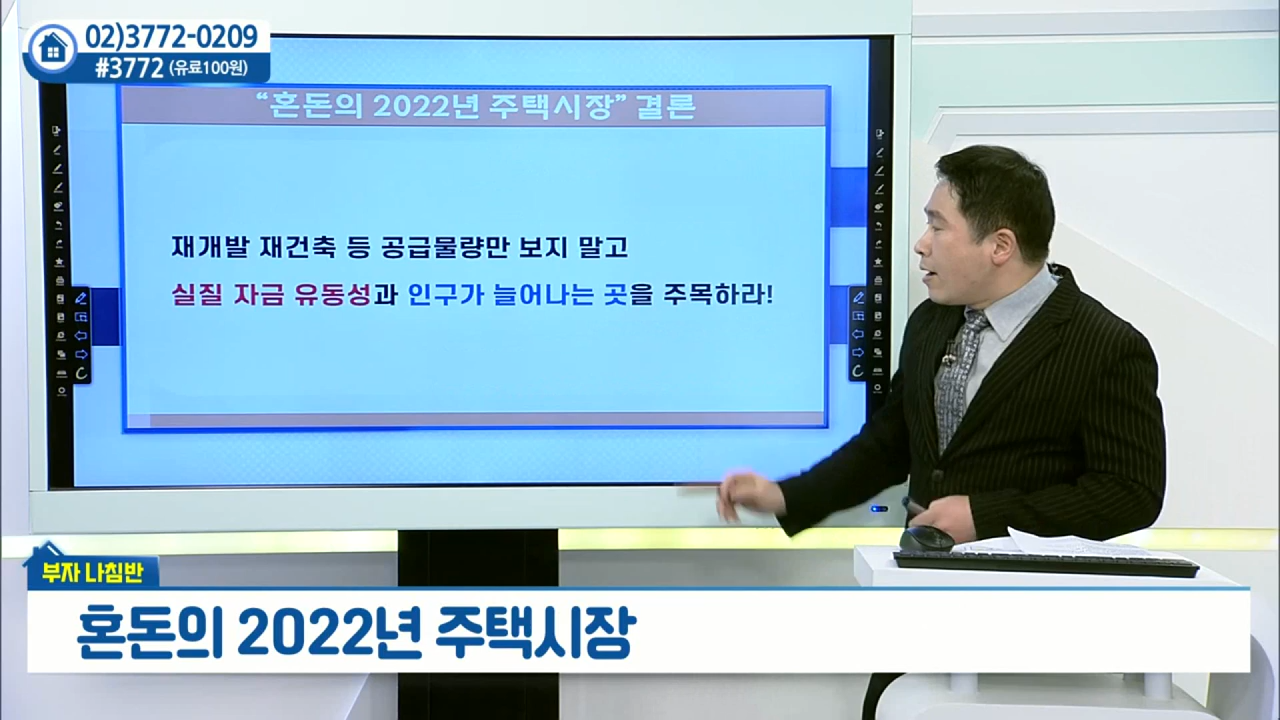 02)3772-0209
#3772 (유료100원)
“혼돈의 2022년 주택시장” 결론
재개발 재건축 등 공급물량만 보지 말고
실질 자금 유동성과 인구가 늘어나는 곳을 주목하라!
부자 나침반
혼돈의 2022년 주택시장